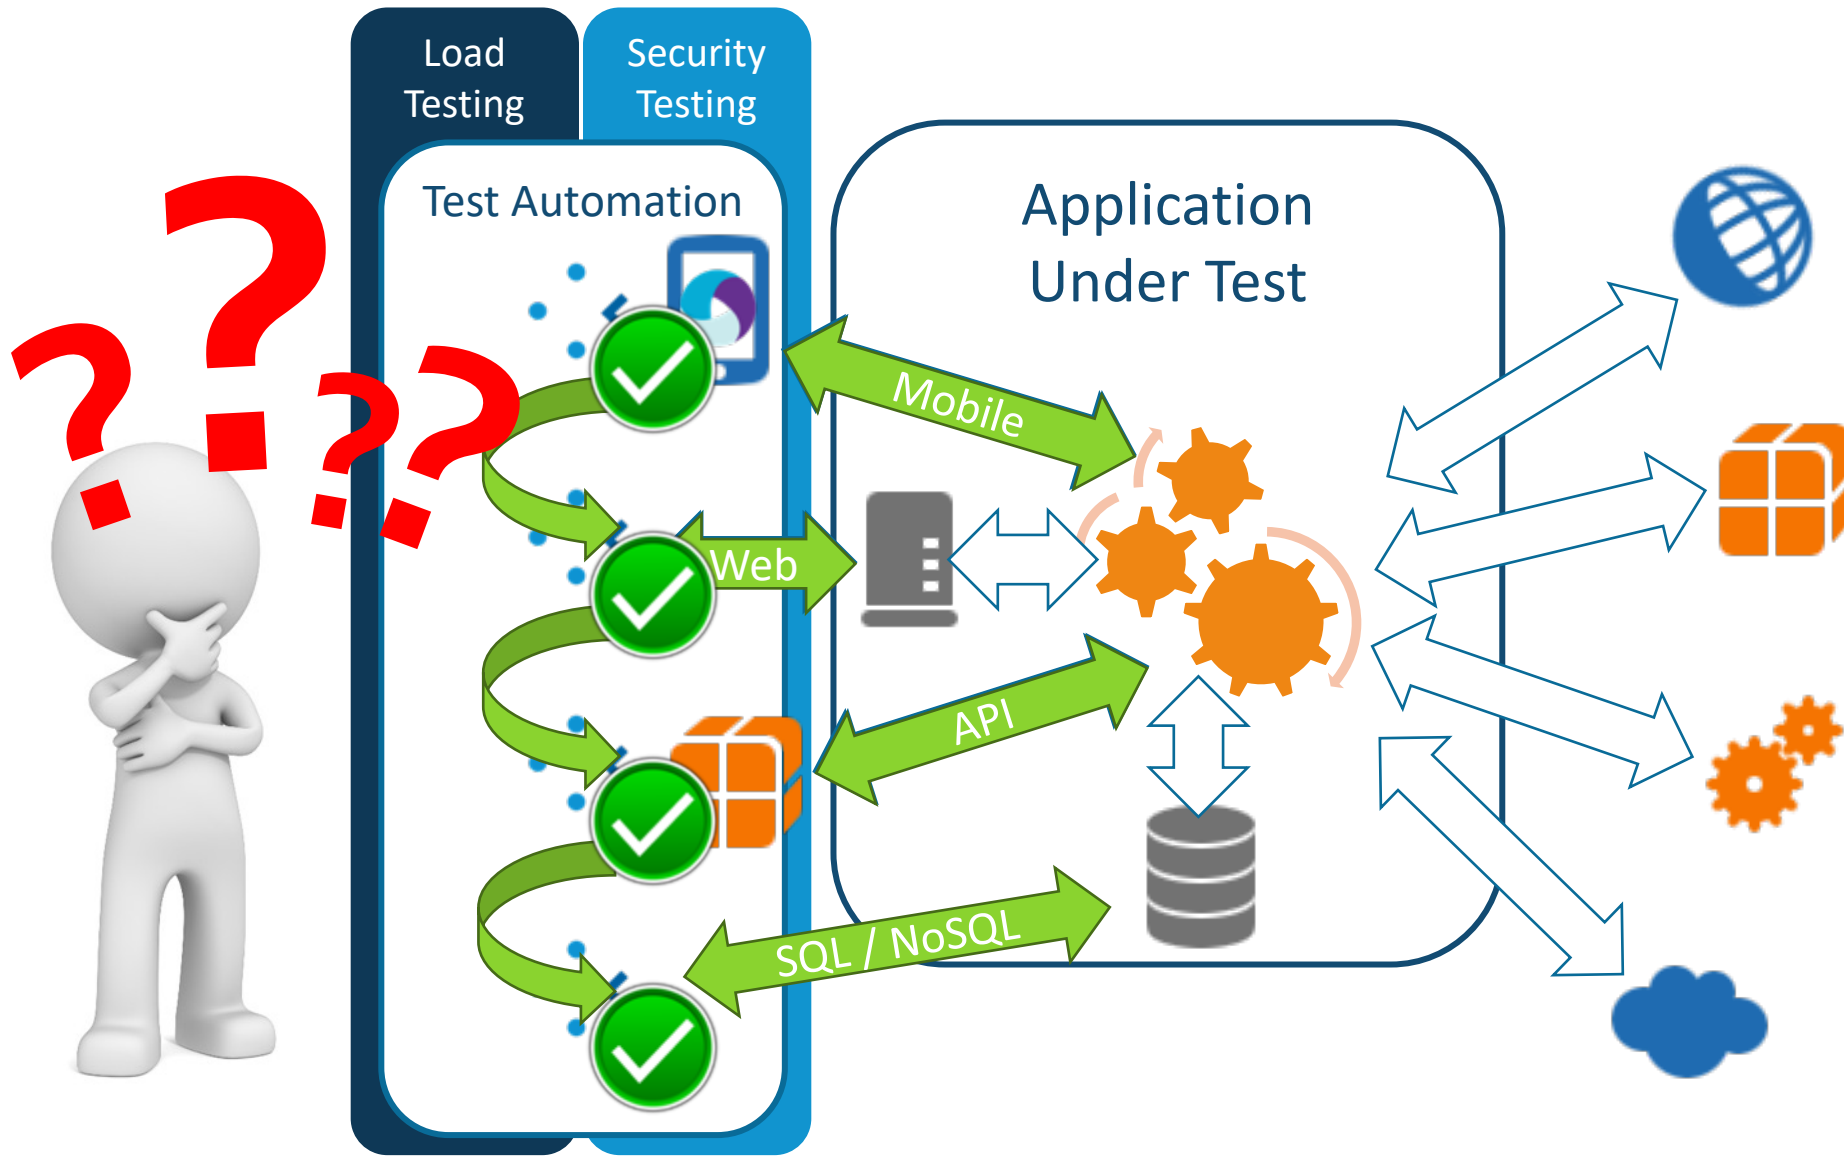 Load
Testing
Security
Testing
Test Automation
Application
Under Test
? ? ? ?
Mobile
Web
API
SQL / NoSQL